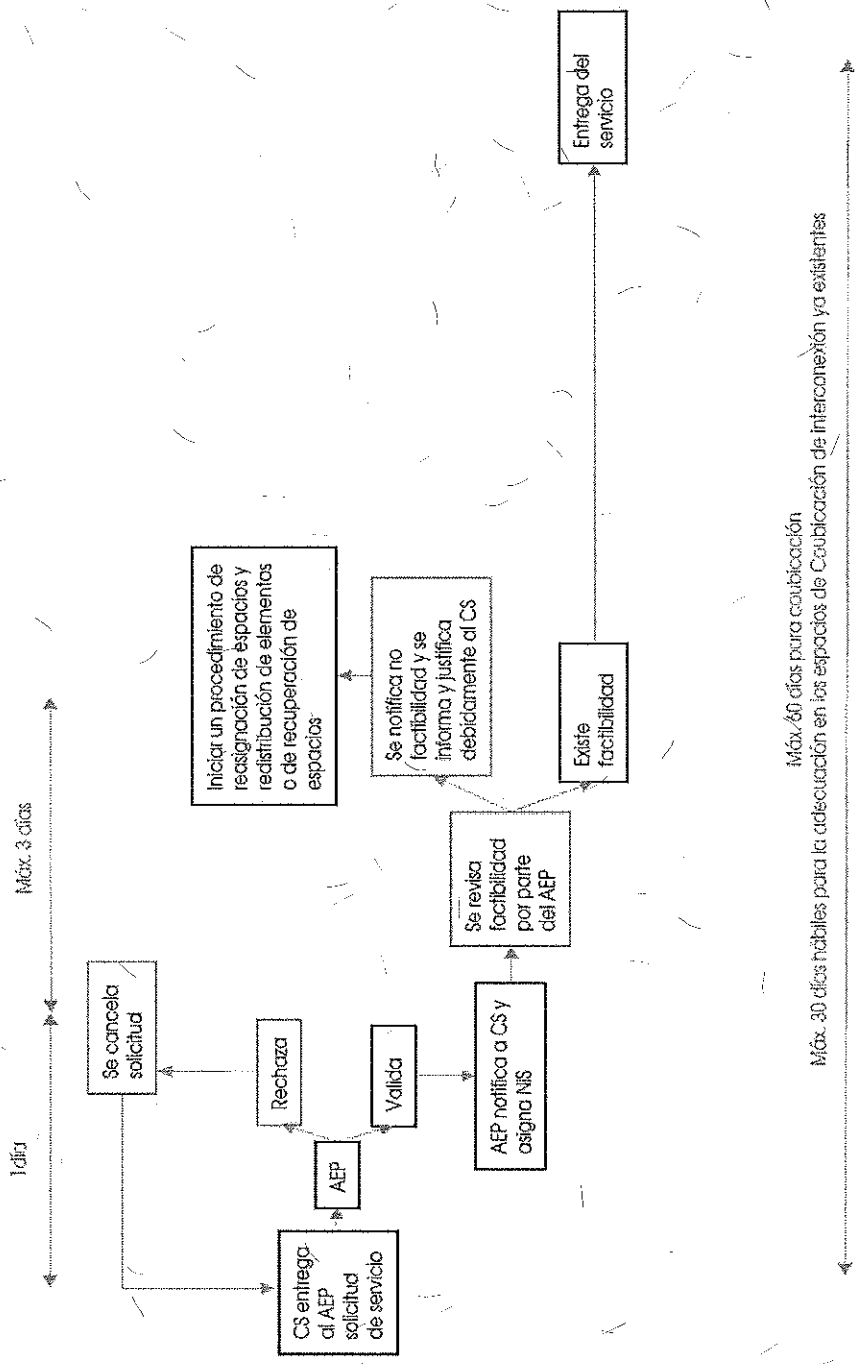 1 día
Máx. 3 días
Se cancela
solicitud
Rechaza
CS entrega
al AEP
solicitud
de servicio
AEP
Valida
AEP notifica a CS y
asigna NIS
Se revisa
factibilidad
por parte
del AEP
Iniciar un procedimiento de
reasignación de espacios y
redistribución de elementos
o de recuperación de
espacios
Se notifica no
factibilidad y se
informa y justifica
debidamente al CS
Existe
factibilidad
Entrega del
servicio
Máx. 60 días para coubicación
Máx. 30 días hábiles para la adecuación en los espacios de Coubicación de interconexión ya existentes